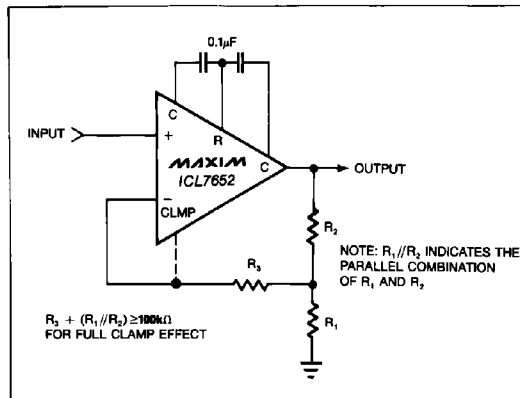 0.1µF
C
R
INPUT
+
MAXIM
C
ICL7652
OUTPUT
−
CLMP
R2
NOTE: R1//R2 INDICATES THE
PARALLEL COMBINATION
OF R1 AND R2
R3
R3 + (R1//R2) ≥100kΩ
FOR FULL CLAMP EFFECT
R1